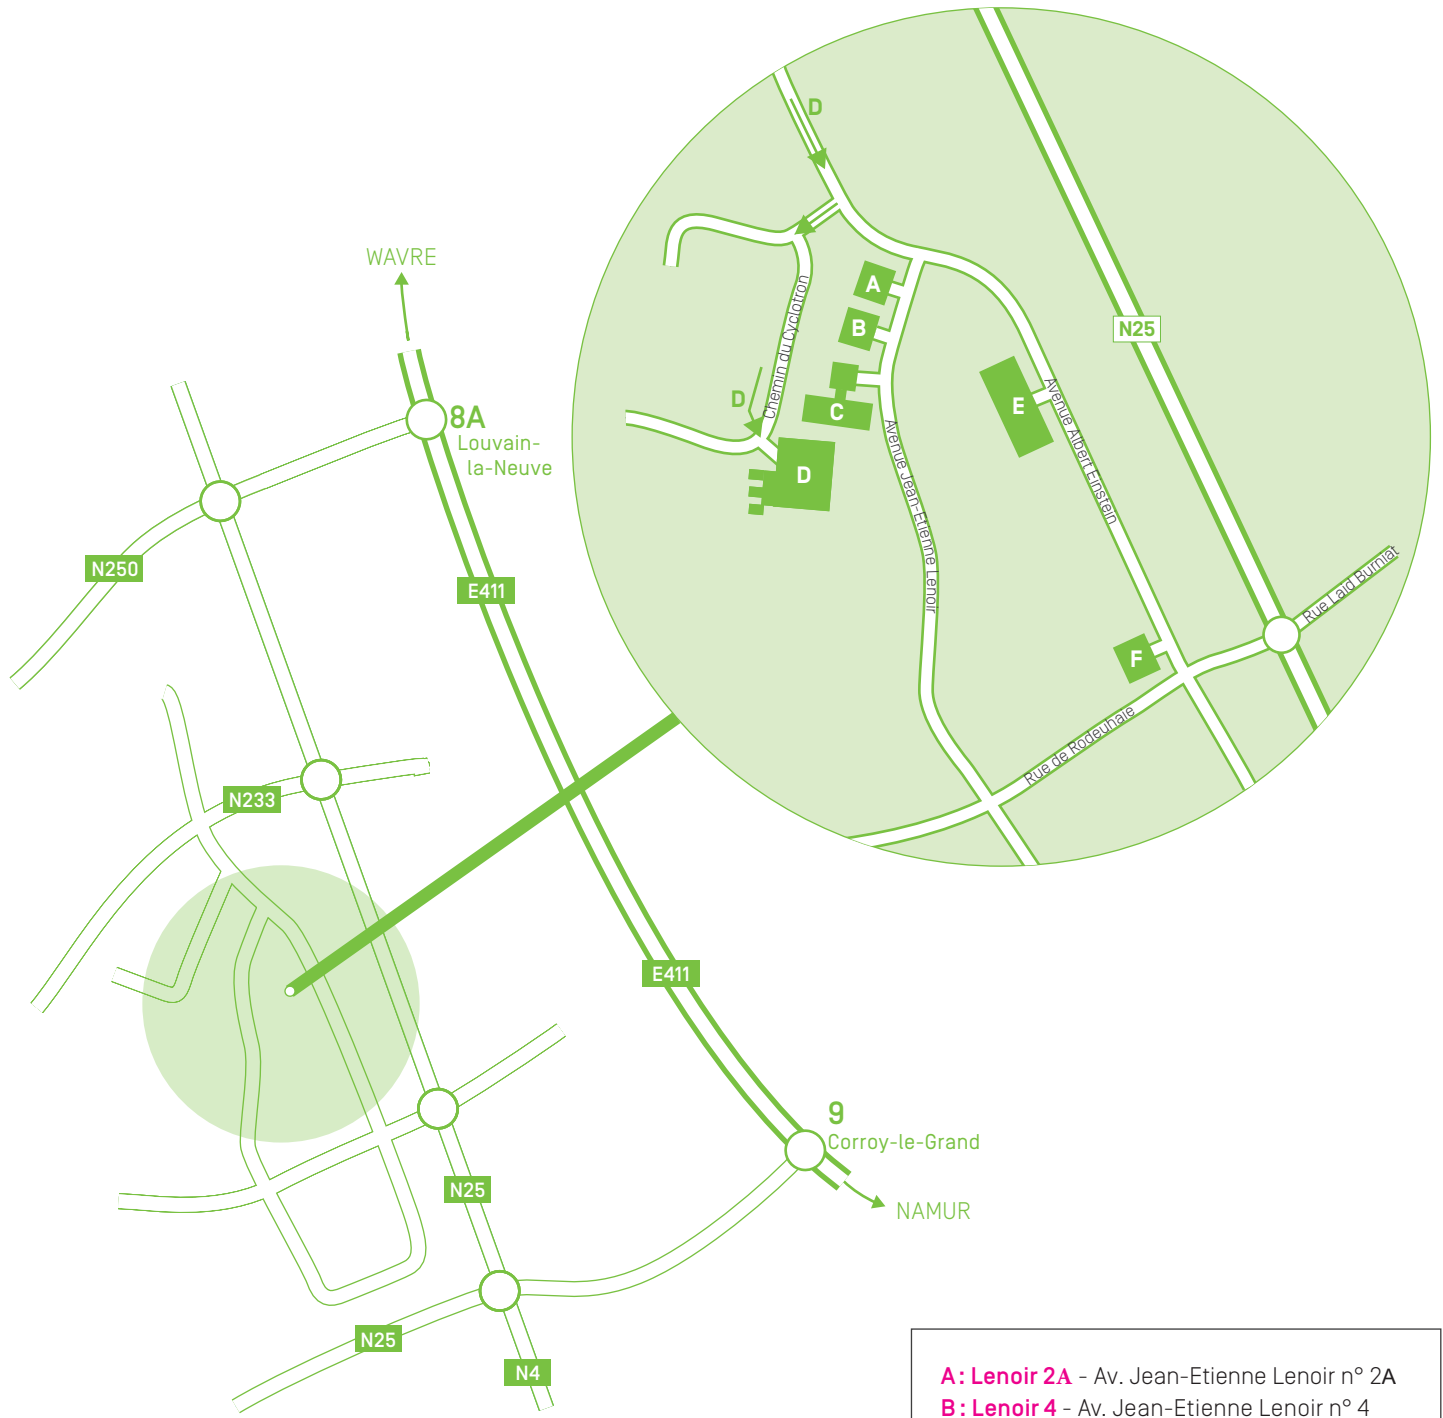 D
WAVRE
A
Chemin du Cyclotron
B
N25
8A
Louvain-
la-Neuve
D
C
E
Avenue Albert Einstein
Avenue Jean-Etienne Lenoir
D
N250
E411
Rue Laid Burniat
F
Rue de Rodeuhaie
N233
E411
9
Corroy-le-Grand
N25
NAMUR
N25
N4
A : Lenoir 2A - Av. Jean-Etienne Lenoir n° 2A
B : Lenoir 4 - Av. Jean-Etienne Lenoir n° 4